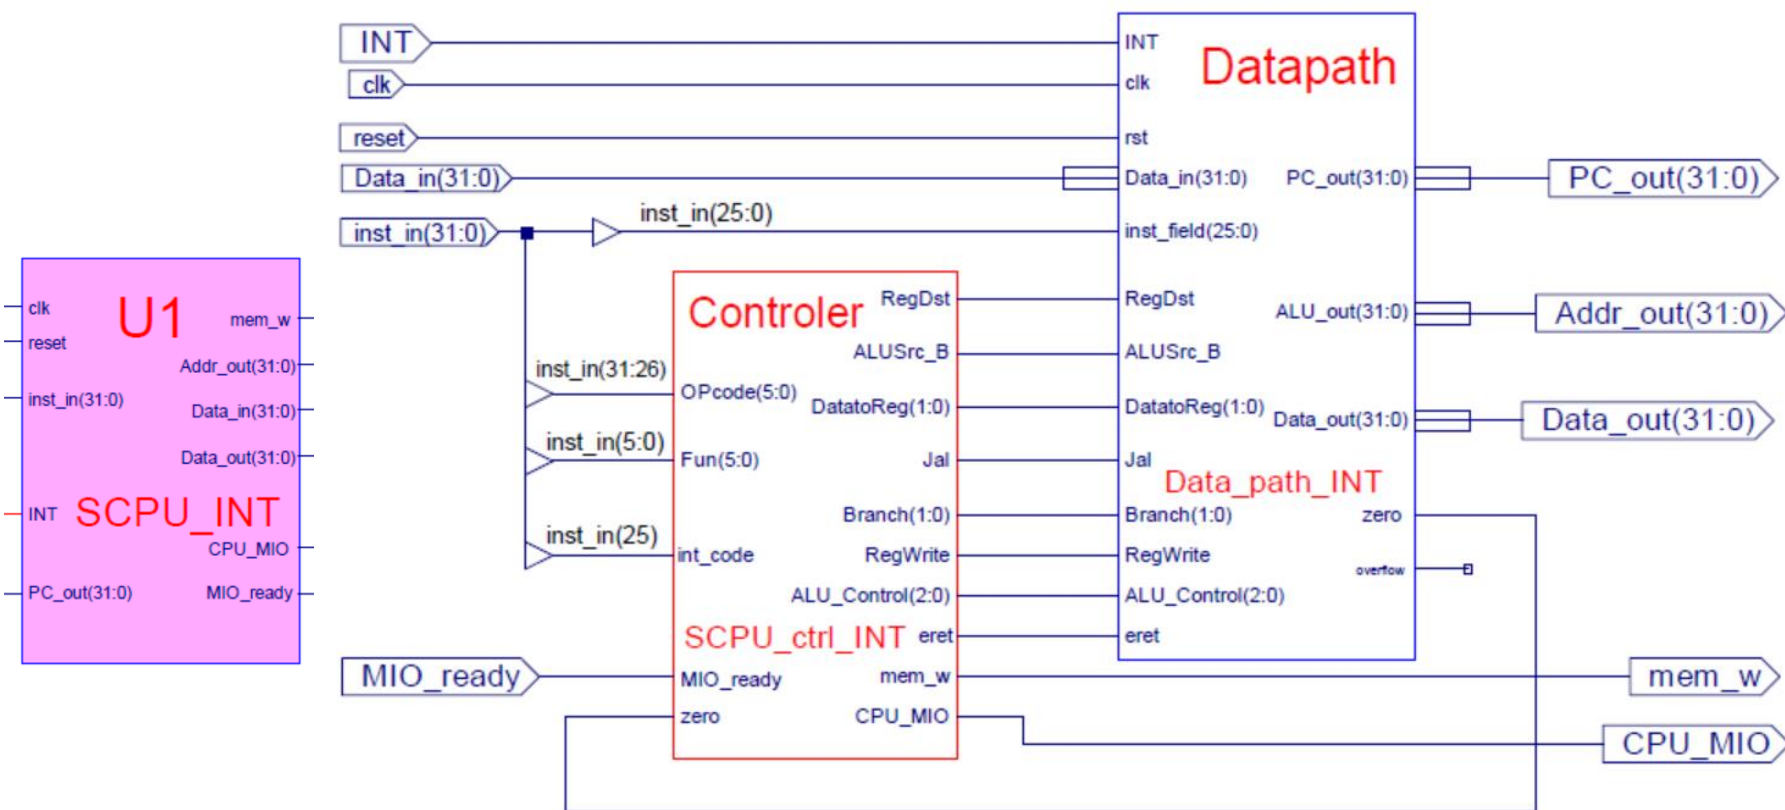 clk
U1
mem_w
reset
Addr_out(31:0)
inst_in(31:0)
Data_in(31:0)
Data_out(31:0)
INT
SCPU_INT
CPU_MIO
PC_out(31:0)
MIO_ready
INT
clk
reset
Data_in(31:0)
inst_in(31:0)
inst_in(25:0)
inst_in(31:26)
inst_in(5:0)
inst_in(25)
MIO_ready
Controler
RegDst
ALUSrc_B
OPcode(5:0)
DatatoReg(1:0)
Fun(5:0)
Jal
Branch(1:0)
int_code
RegWrite
ALU_Control(2:0)
SCPU_ctrl_INT
eret
MIO_ready
mem_w
zero
CPU_MIO
INT
Datapath
clk
rst
Data_in(31:0)
PC_out(31:0)
inst_field(25:0)
RegDst
ALU_out(31:0)
ALUSrc_B
DatatoReg(1:0)
Data_out(31:0)
Jal
Data_path_INT
Branch(1:0)
zero
RegWrite
overflow
ALU_Control(2:0)
eret
PC_out(31:0)
Addr_out(31:0)
Data_out(31:0)
mem_w
CPU_MIO